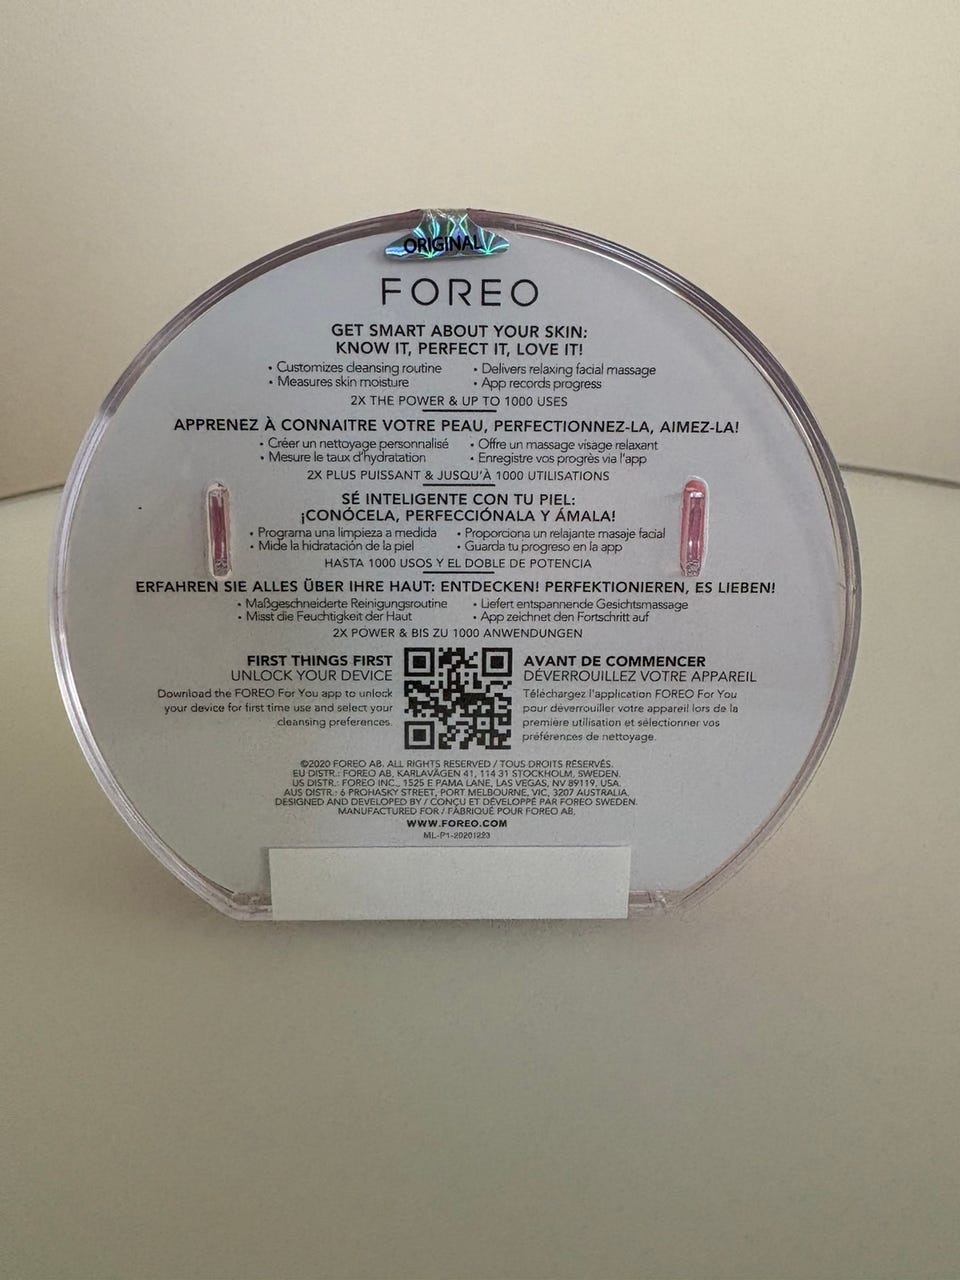 ORIGINAL
FOREO
GET SMART ABOUT YOUR SKIN:
KNOW IT, PERFECT IT, LOVE IT!
• Customizes cleansing routine • Delivers relaxing facial massage
• Measures skin moisture • App records progress
2X THE POWER & UP TO 1000 USES
APPRENEZ À CONNAITRE VOTRE PEAU, PERFECTIONNEZ-LA, AIMEZ-LA!
• Créer un nettoyage personnalisé • Offre un massage visage relaxant
• Mesure le taux d'hydratation • Enregistre vos progrès via l'app
2X PLUS PUISSANT & JUSQU'À 1000 UTILISATIONS
SÉ INTELIGENTE CON TU PIEL:
¡CONÓCELA, PERFECCIÓNALA Y ÁMALA!
• Programa una limpieza a medida • Proporciona un relajante masaje facial
• Mide la hidratación de la piel • Guarda tu progreso en la app
HASTA 1000 USOS Y EL DOBLE DE POTENCIA
ERFAHREN SIE ALLES ÜBER IHRE HAUT: ENTDECKEN! PERFEKTIONIEREN, ES LIEBEN!
• Maßgeschneiderte Reinigungsroutine • Liefert entspannende Gesichtsmassage
• Misst die Feuchtigkeit der Haut • App zeichnet den Fortschritt auf
2X POWER & BIS ZU 1000 ANWENDUNGEN
FIRST THINGS FIRST
UNLOCK YOUR DEVICE
Download the FOREO For You app to unlock
your device for first time use and select your
cleansing preferences.
AVANT DE COMMENCER
DÉVERROUILLEZ VOTRE APPAREIL
Téléchargez l'application FOREO For You
pour déverrouiller votre appareil lors de la
première utilisation et sélectionner vos
préférences de nettoyage.
©2020 FOREO AB. ALL RIGHTS RESERVED / TOUS DROITS RÉSERVÉS.
EU DISTR.: FOREO AB, KARLAVÄGEN 41, 114 31 STOCKHOLM, SWEDEN.
US DISTR.: FOREO INC., 1525 E PAMA LANE, LAS VEGAS, NV 89119, USA.
AUS DISTR.: 6 PROHASKY STREET, PORT MELBOURNE, VIC, 3207 AUSTRALIA.
DESIGNED AND DEVELOPED BY / CONÇU ET DÉVELOPPÉ PAR FOREO SWEDEN.
MANUFACTURED FOR / FABRIQUÉ POUR FOREO AB.
WWW.FOREO.COM
ML-P1-20201223